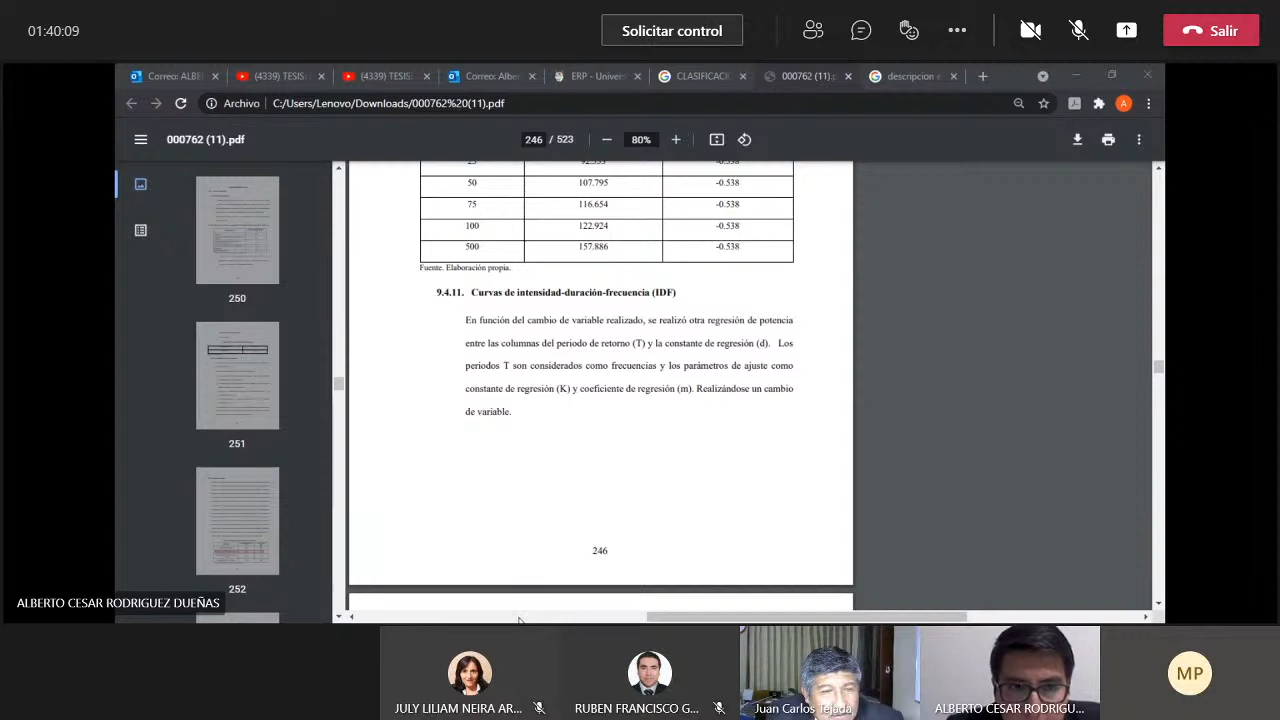 01:40:09
Solicitar control
Salir
Correo: ALBE
(4339) TESIS:
(4339) TESIS:
Correo: Alber
ERP - Univers
CLASIFICACIÓ
000762 (11).p
descripcion e
Archivo
C:/Users/Lenovo/Downloads/000762%20(11).pdf
A
000762 (11).pdf
246 / 523
80%
50 107.795 -0.538
75 116.654 -0.538
100 122.924 -0.538
500 157.886 -0.538
Fuente. Elaboración propia.
9.4.11. Curvas de intensidad-duración-frecuencia (IDF)
En función del cambio de variable realizado, se realizó otra regresión de potencia
entre las columnas del periodo de retorno (T) y la constante de regresión (d). Los
periodos T son considerados como frecuencias y los parámetros de ajuste como
constante de regresión (K) y coeficiente de regresión (m). Realizándose un cambio
de variable.
246
250
251
252
ALBERTO CESAR RODRIGUEZ DUEÑAS
JULY LILIAM NEIRA AR...
RUBEN FRANCISCO G...
Juan Carlos Tejada
ALBERTO CESAR RODRIGU...
MP